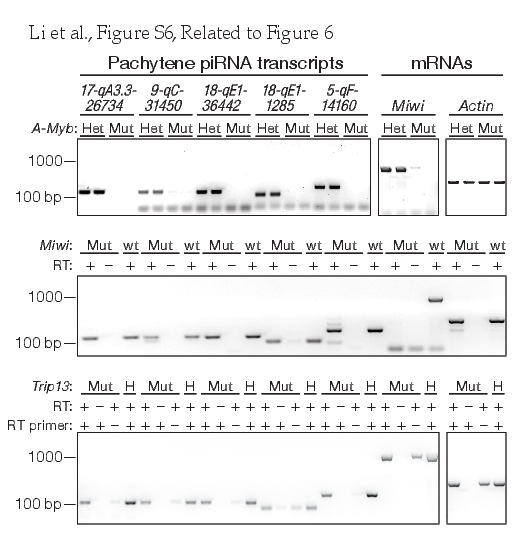 Li et al., Figure S6, Related to Figure 6
Pachytene piRNA transcripts mRNAs
17-qA3.3-26734 9-qC-31450 18-qE1-36442 18-qE1-1285 5-qF-14160 Miwi Actin
A-Myb: Het Mut Het Mut Het Mut Het Mut Het Mut Het Mut Het Mut
1000
100 bp
Miwi: Mut wt Mut wt Mut wt Mut wt Mut wt Mut wt Mut wt
RT: + − + + − + + − + + − + + − + + − + + − +
1000
100 bp
Trip13: Mut H Mut H Mut H Mut H Mut H Mut H Mut H
RT: + − + + + − + + + − + + + − + + + − + + + − + + + − + +
RT primer: + + − + + + − + + + − + + + − + + + − + + + − + + + − +
1000
100 bp